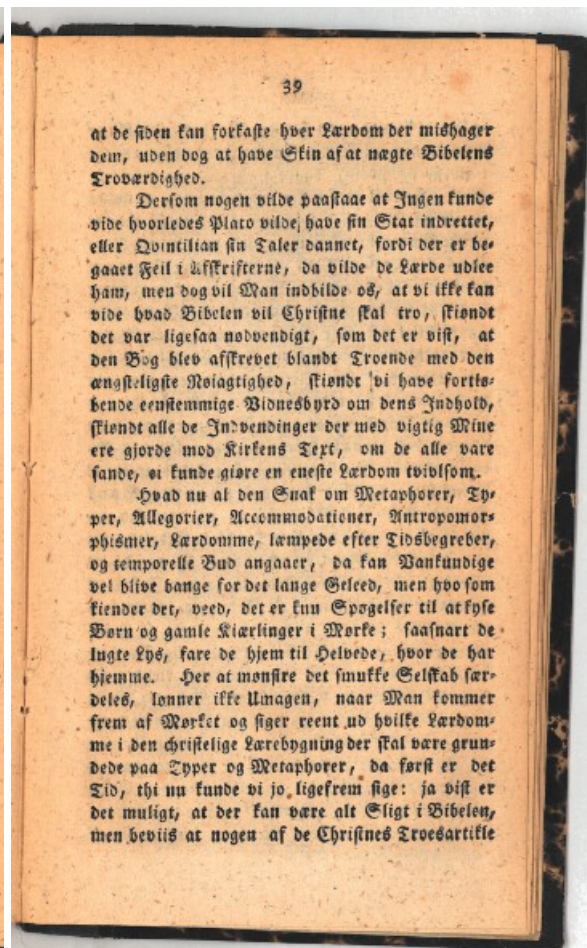 39
at de siden kan forkaste hver Lærdom der mishager
dem, uden dog at have Skin af at nægte Bibelens
Troværdighed.
Dersom nogen vilde paastaae at Ingen kunde
vide hvorledes Plato vilde have sin Stat indrettet,
eller Qvintilian sin Taler dannet, fordi der er be-
gaaet Feil i Afskrifterne, da vilde de Lærde udlee
ham, men dog vil Man indbilde os, at vi ikke kan
vide hvad Bibelen vil Christne skal tro, skiøndt
det var ligesaa nødvendigt, som det er vist, at
den Bog blev afskrevet blandt Troende med den
ængsteligste Nøiagtighed, skiøndt vi have fortlø-
bende eenstemmige Vidnesbyrd om dens Indhold,
skiøndt alle de Indvendinger der med vigtig Mine
ere gjorde mod Kirkens Text, om de alle vare
sande, ei kunde giøre en eneste Lærdom tvivlsom.
Hvad nu al den Snak om Metaphorer, Ty-
per, Allegorier, Accommodationer, Antropomor-
phismer, Lærdomme, læmpede efter Tidsbegreber,
og temporelle Bud angaaer, da kan Vankundige
vel blive bange for det lange Geleed, men hvo som
kiender det, veed, det er kun Spøgelser til at kyse
Børn og gamle Kiærlinger i Mørke; saasnart de
lugte Lys, fare de hjem til Helvede, hvor de har
hjemme. Her at mønstre det smukke Selskab sær-
deles, lønner ikke Umagen, naar Man kommer
frem af Mørket og siger reent ud hvilke Lærdom-
me i den christelige Lærebygning der skal være grun-
dede paa Typer og Metaphorer, da først er det
Tid, thi nu kunde vi jo ligefrem sige: ja vist er
det muligt, at der kan være alt Sligt i Bibelen,
men beviis at nogen af de Christnes Troesartikle